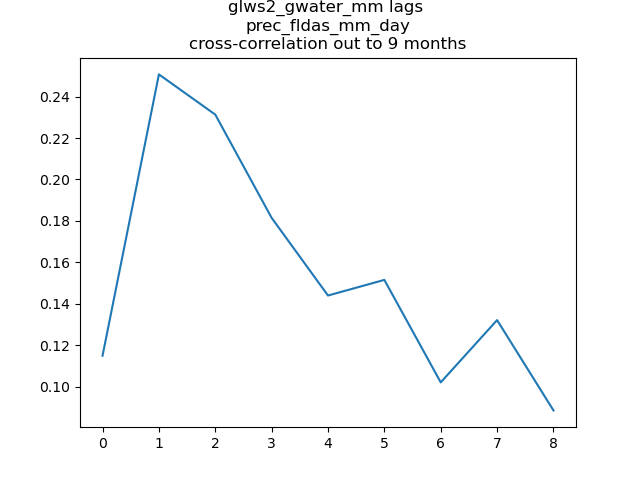 glws2_gwater_mm lags
prec_fldas_mm_day
cross-correlation out to 9 months
0.24
0.22
0.20
0.18
0.16
0.14
0.12
0.10
0 1 2 3 4 5 6 7 8